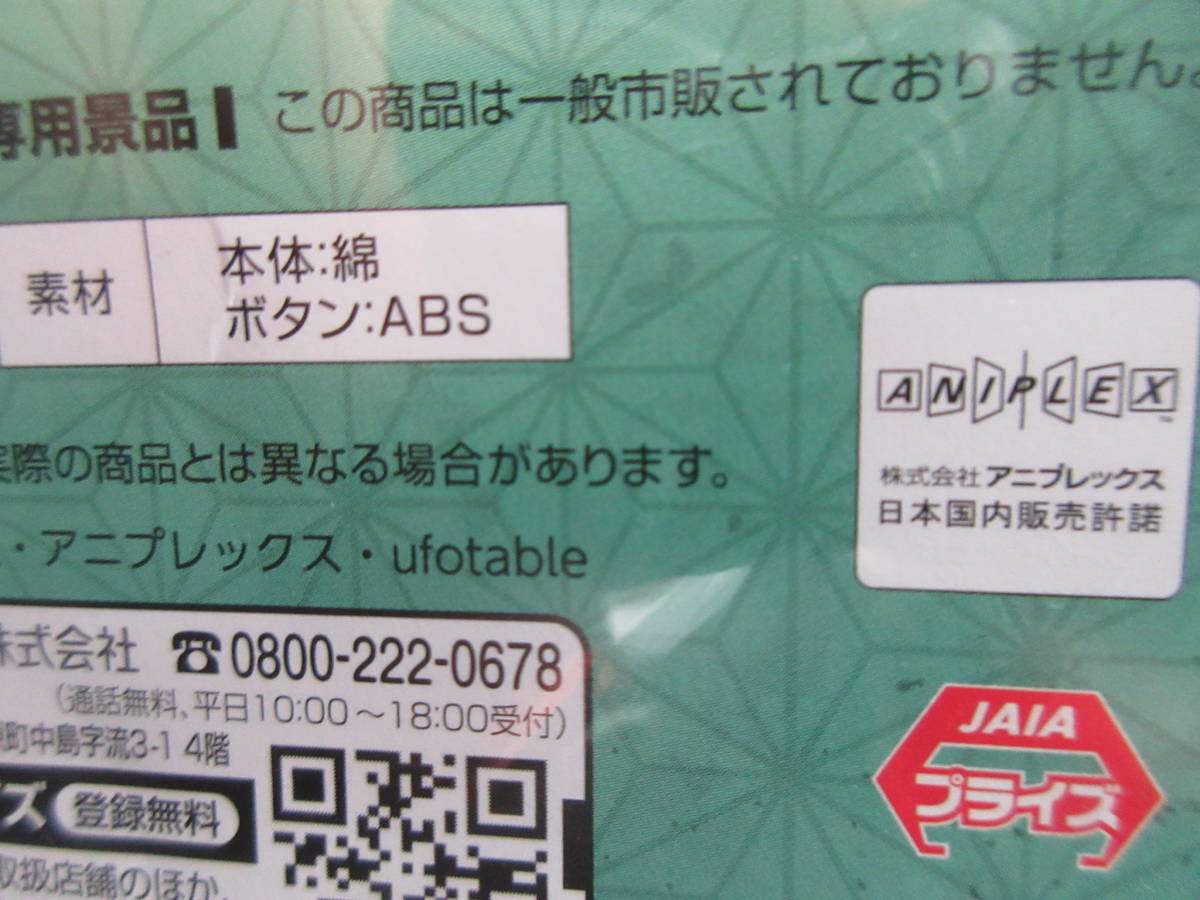 専用景品 この商品は一般市販されておりません。
素材
本体:綿
ボタン:ABS
実際の商品とは異なる場合があります。
・アニプレックス・ufotable
ANIPLEX
株式会社 アニプレックス
日本国内販売許諾
株式会社 ☎0800-222-0678
(通話無料、平日10:00~18:00受付)
町中島字流3-1 4階
ズ 登録無料
取扱店舗のほか、
JAIA
プライズ